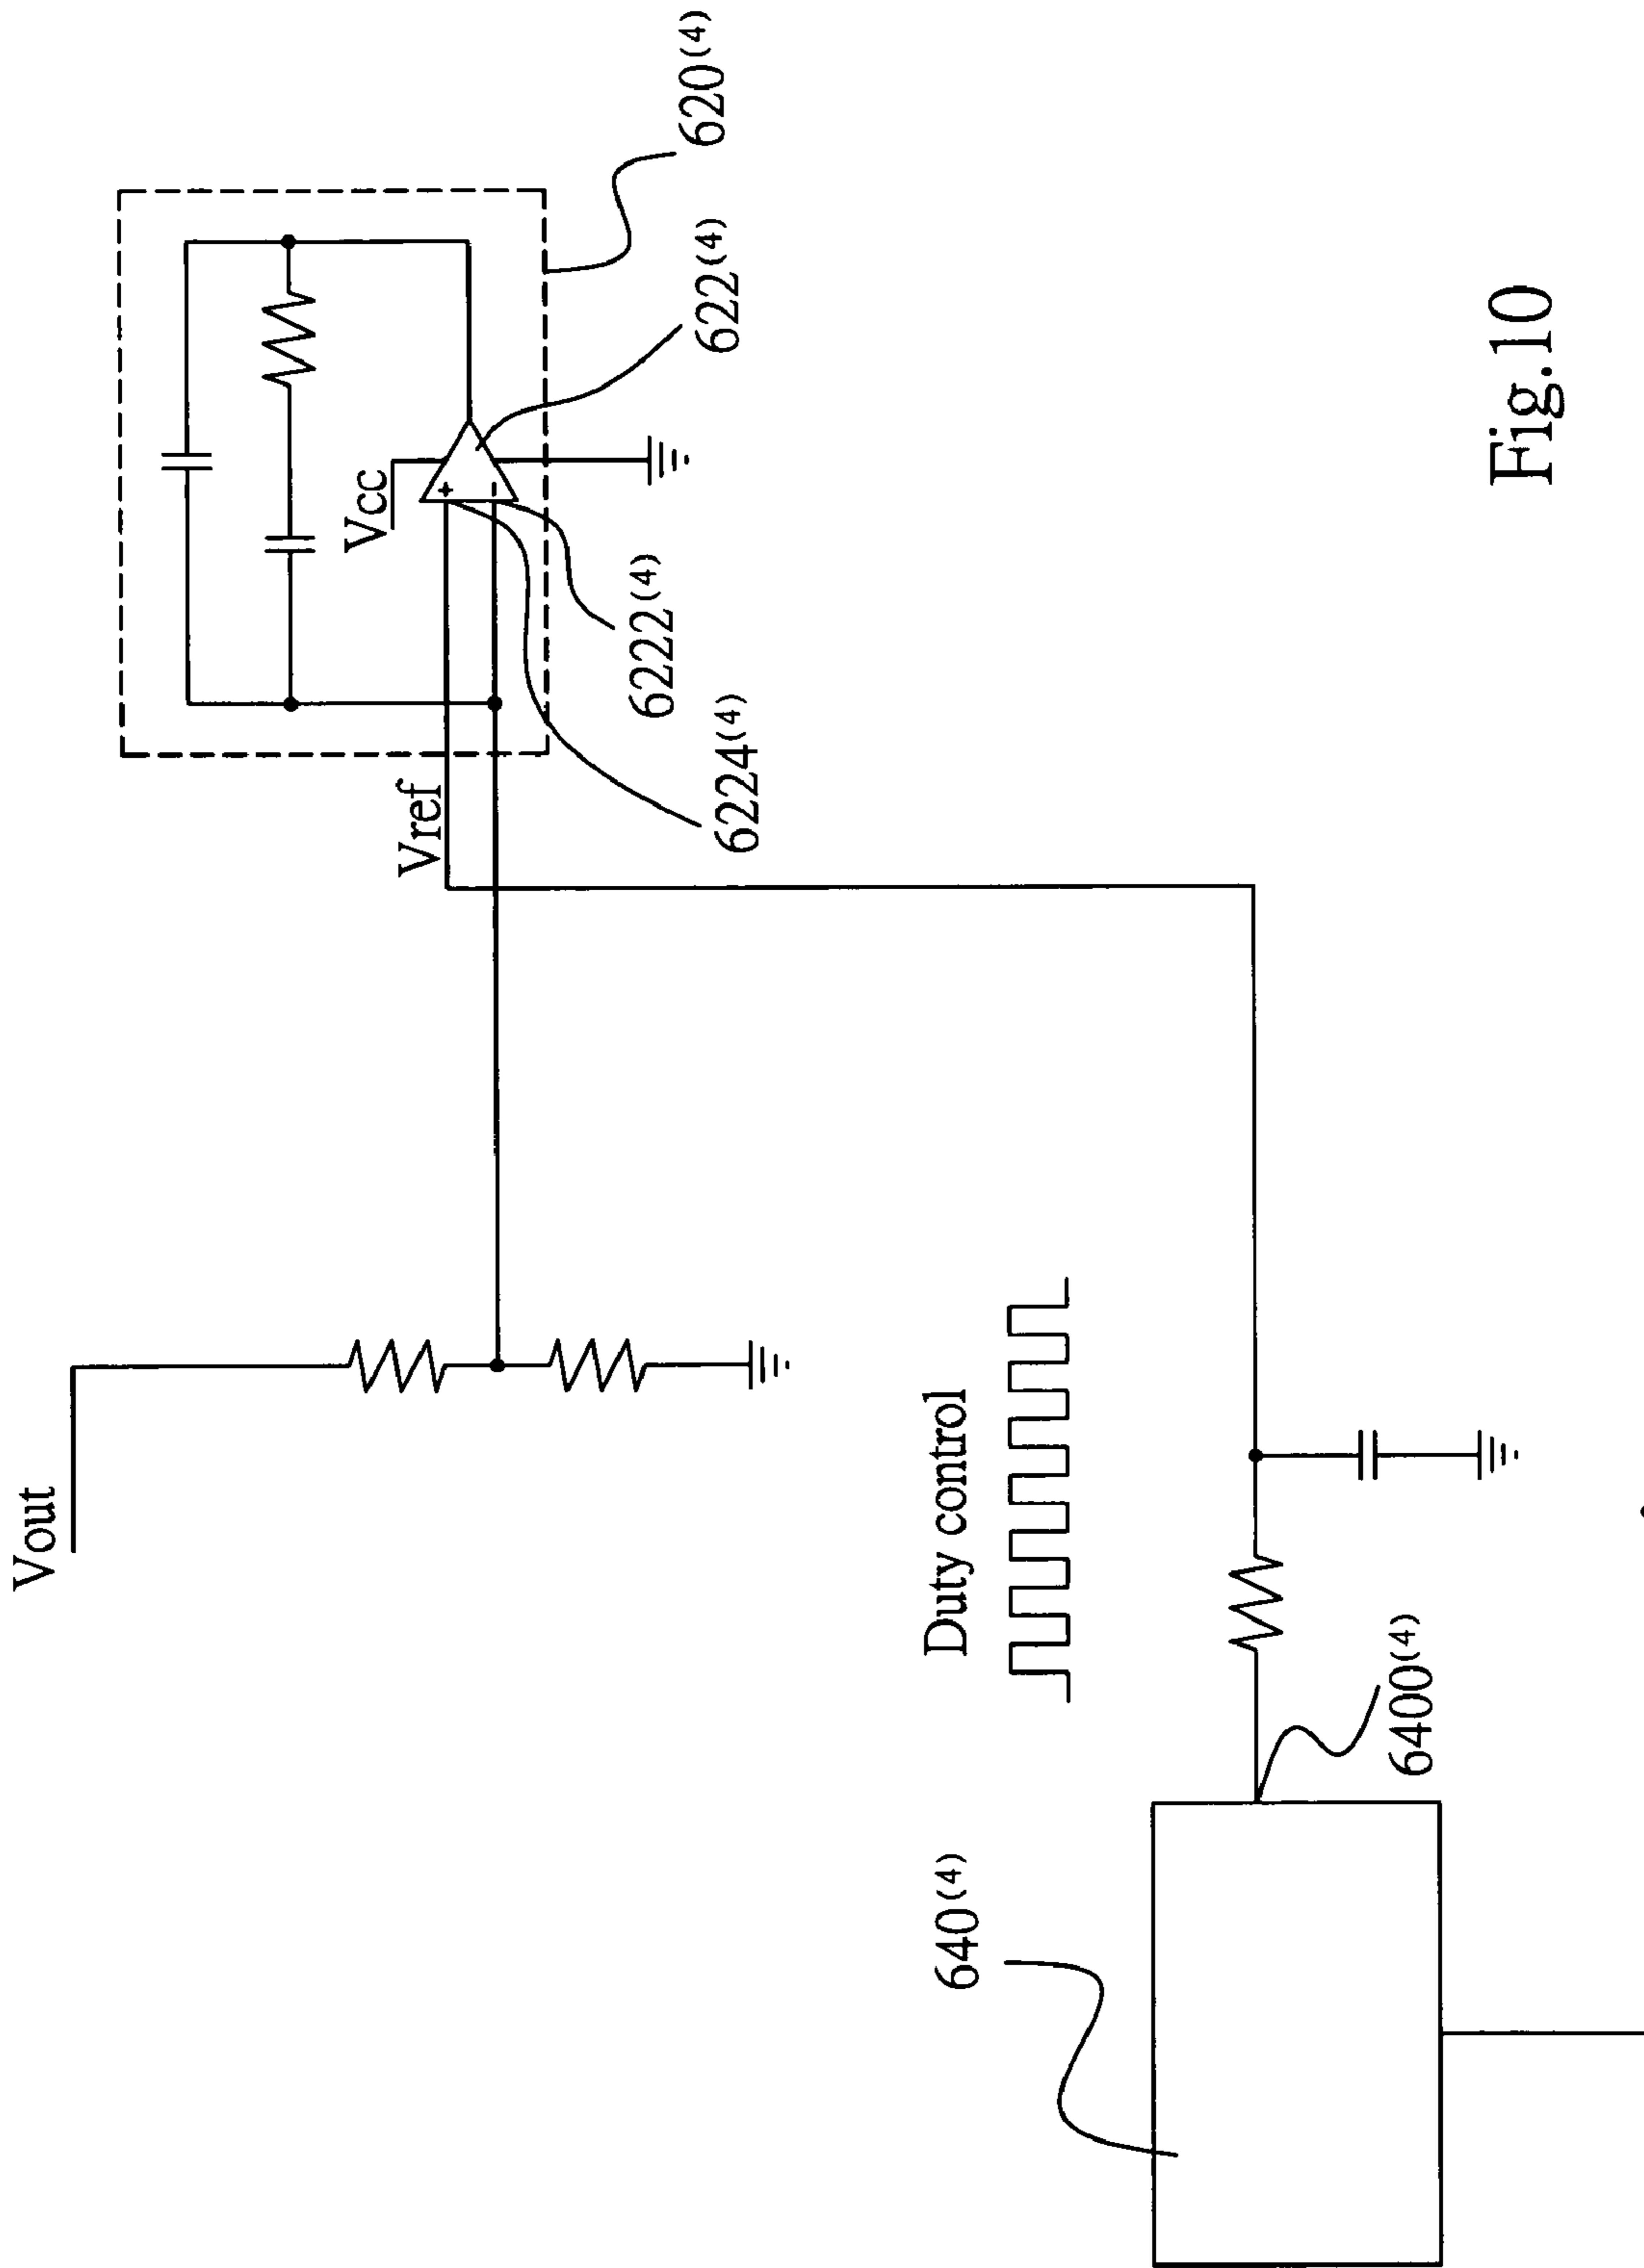 Vout
Vcc
Vref
620(4)
622(4)
6222(4)
6224(4)
Duty control
640(4)
6400(4)
Fig.10